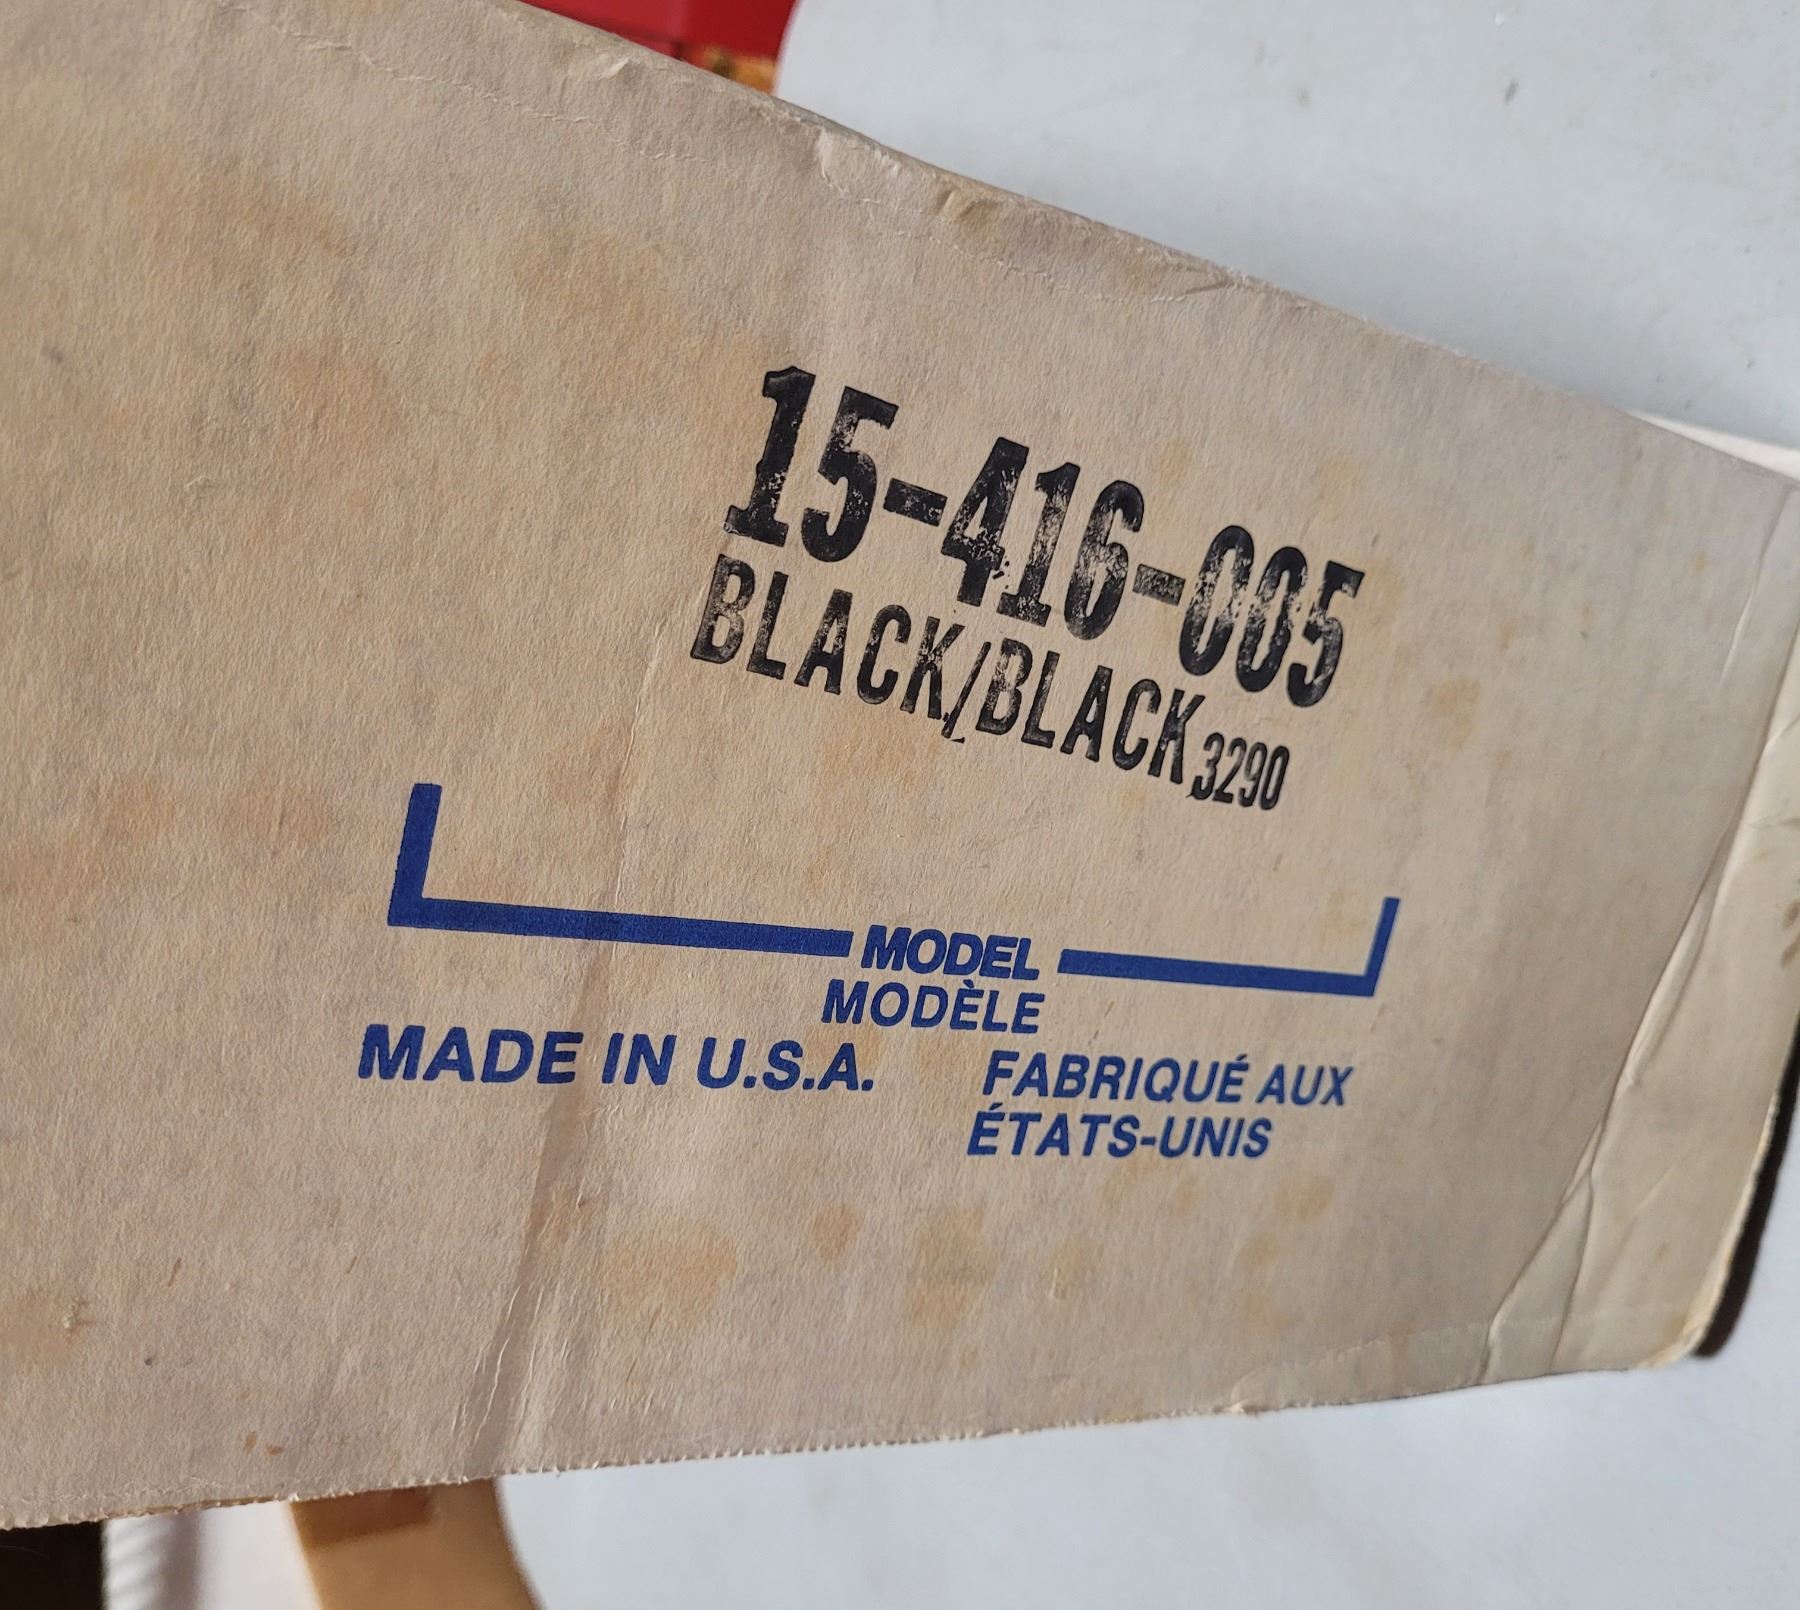 15-416-005
BLACK/BLACK 3290
MODEL
MODÈLE
MADE IN U.S.A.
FABRIQUÉ AUX
ÉTATS-UNIS